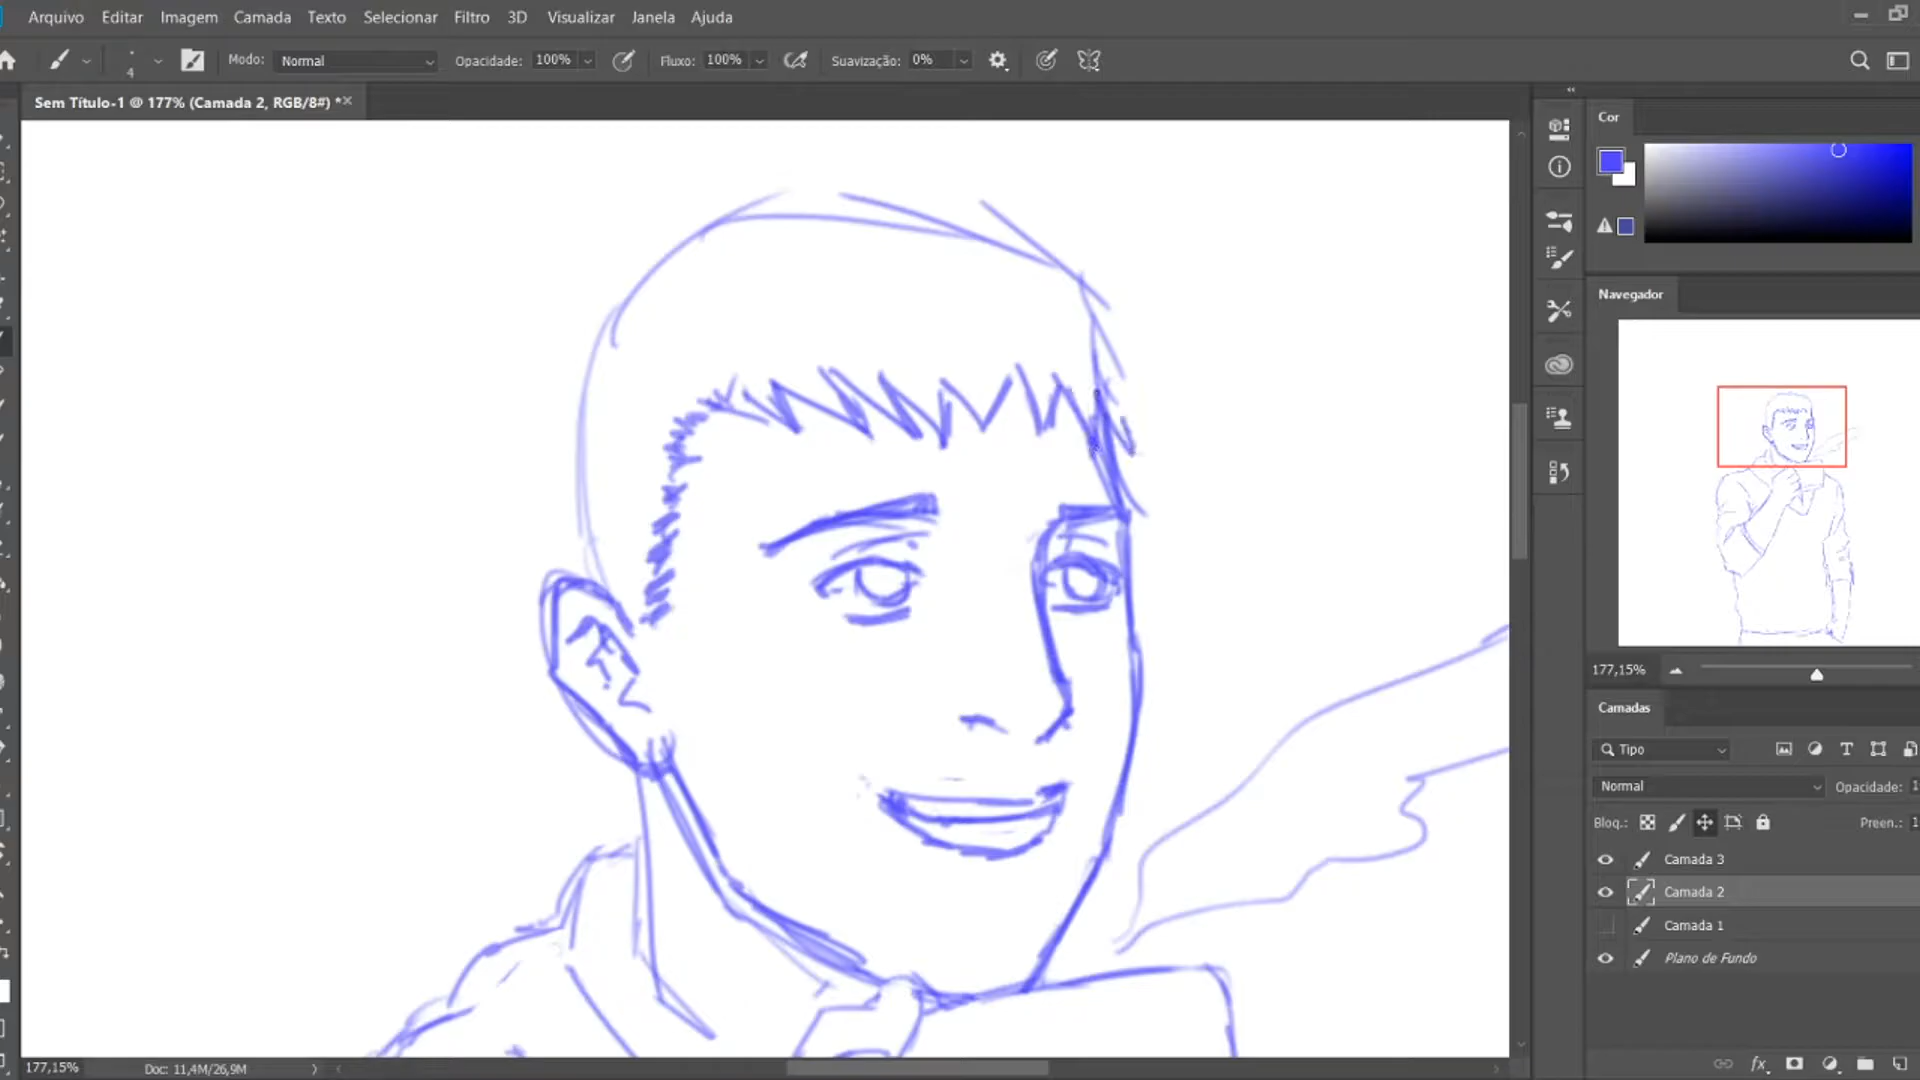 Arquivo Editar Imagem Camada Texto Selecionar Filtro 3D Visualizar Janela Ajuda
4 Modo: Normal Opacidade: 100% Fluxo: 100% Suavização: 0%
Sem Título-1 @ 177% (Camada 2, RGB/8#) *
Cor
Navegador
177,15%
Camadas
Tipo
Normal Opacidade:
Bloq.: Preen.:
Camada 3
Camada 2
Camada 1
Plano de Fundo
177,15% Doc: 11,4M/26,9M
fx